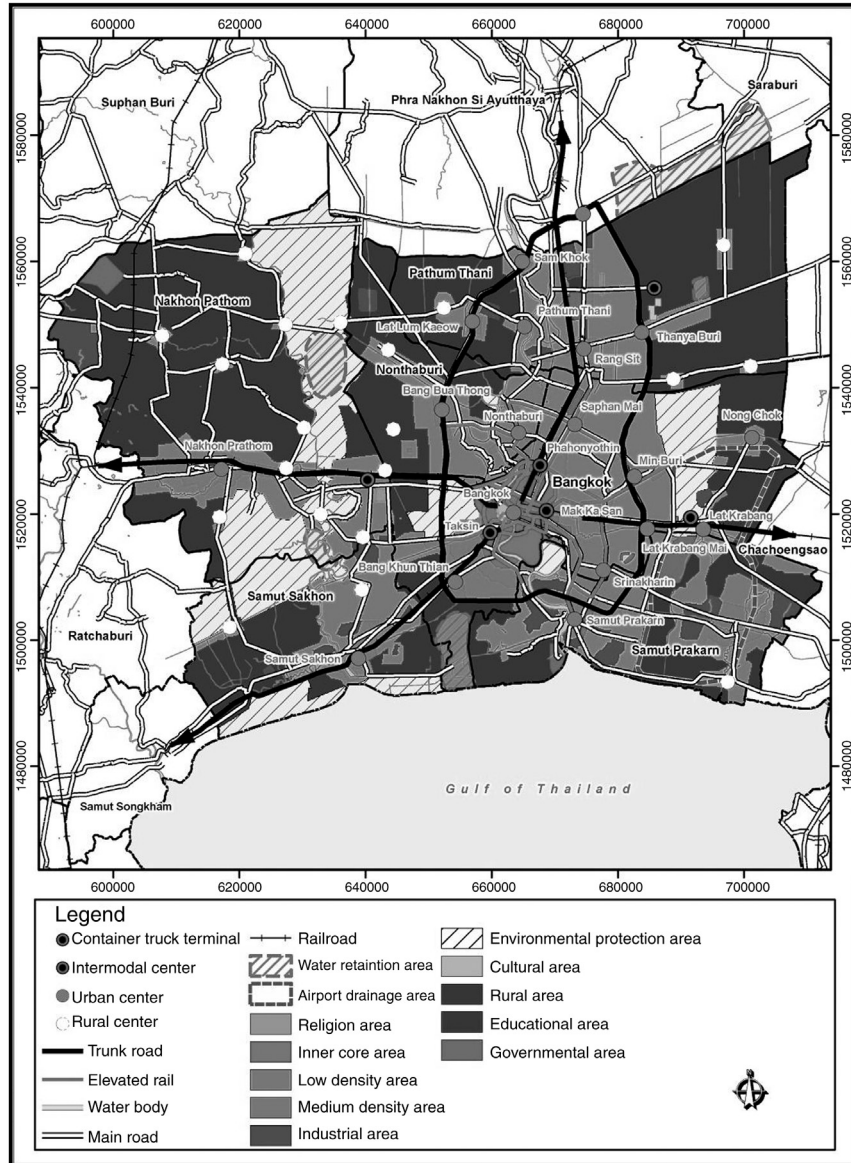 600000 620000 640000 660000 680000 700000
Saraburi
Suphan Buri
Phra Nakhon Si Ayutthaya
1580000 1580000
1560000 1560000
Sam Khok
Pathum Thani
Nakhon Pathom
Pathum Thani
Lat Lum Kaeow
Thanya Buri
Rang Sit
Nonthaburi
1540000 1540000
Bang Bua Thong
Saphan Mai
Nong Chok
Nonthaburi
Nakhon Prathom
Phahonyothin
Min Buri
Bangkok
Bangkok
1520000 1520000
Mak Ka San
Lat Krabang
Taksin
Lat Krabang Mai
Chachoengsao
Bang Khun Thian
Srinakharin
Samut Sakhon
Samut Prakarn
Ratchaburi
1500000 1500000
Samut Sakhon
Samut Prakarn
1480000 1480000
Gulf of Thailand
Samut Songkham
600000 620000 640000 660000 680000 700000
Legend
Container truck terminal
Intermodal center
Urban center
Rural center
Trunk road
Elevated rail
Water body
Main road
Railroad
Water retaintion area
Airport drainage area
Religion area
Inner core area
Low density area
Medium density area
Industrial area
Environmental protection area
Cultural area
Rural area
Educational area
Governmental area